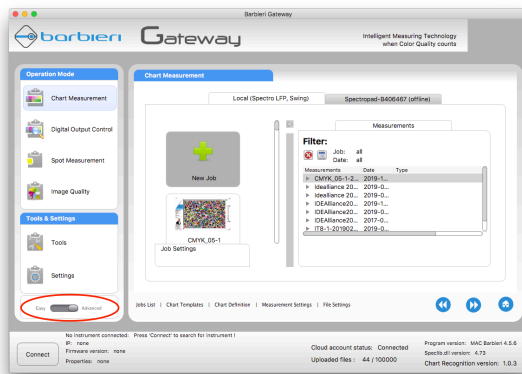 Barbieri Gateway
barbieri
Gateway
Intelligent Measuring Technology
when Color Quality counts
Operation Mode
Chart Measurement
Digital Output Control
Spot Measurement
Image Quality
Tools & Settings
Tools
Settings
Easy Advanced
Chart Measurement
Local (Spectro LFP, Swing) Spectropad-B406467 (offline)
New Job
CMYK_05-1
Job Settings
Measurements
Filter:
Job: all
Date: all
Measurements Date Type
CMYK_05-1-2... 2019-1...
Idealliance 20... 2019-0...
Idealliance 20... 2019-0...
IDEAlliance20... 2019-1...
IDEAlliance20... 2019-0...
IDEAlliance20... 2017-0...
IT8-1-201902... 2019-0...
Jobs List | Chart Templates | Chart Definition | Measurement Settings | File Settings
Connect
No instrument connected: Press 'Connect' to search for instrument !
IP: none
Firmware version: none
Properties: none
Cloud account status: Connected
Uploaded files : 44 / 100000
Program version: MAC Barbieri 4.5.6
Speclib.dll version: 4.73
Chart Recognition version: 1.0.3